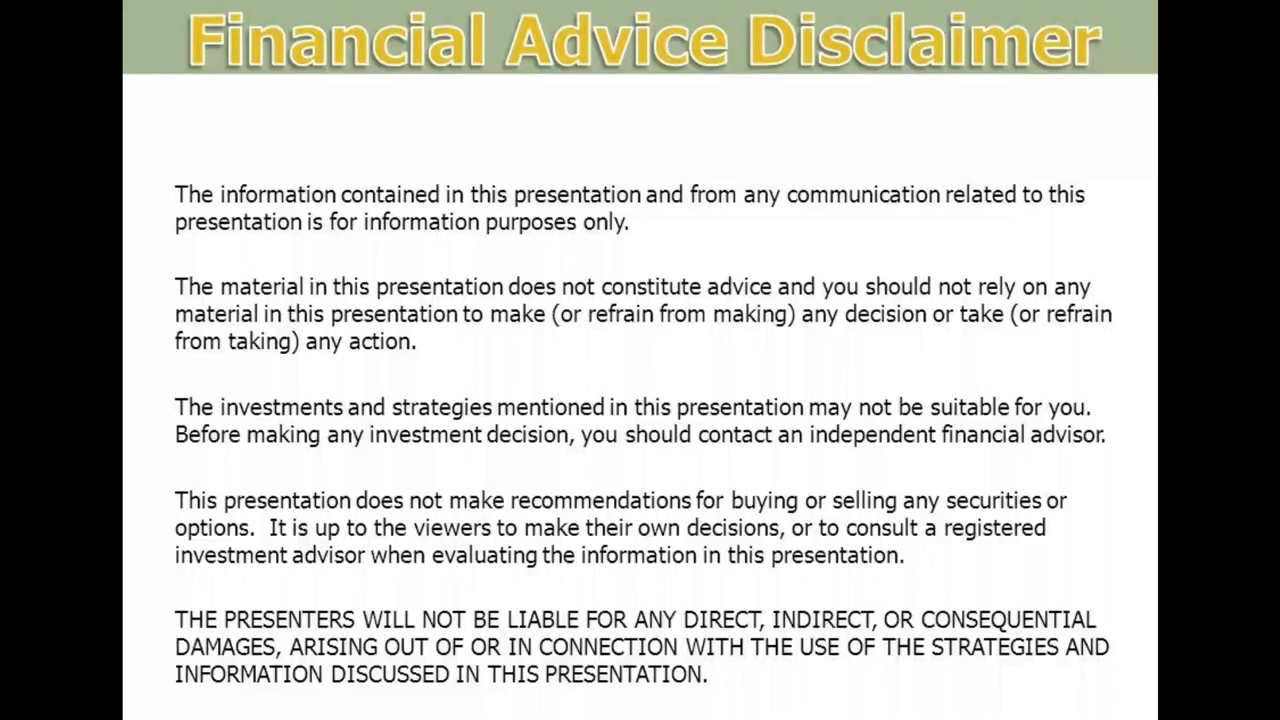 Financial Advice Disclaimer
The information contained in this presentation and from any communication related to this
presentation is for information purposes only.
The material in this presentation does not constitute advice and you should not rely on any
material in this presentation to make (or refrain from making) any decision or take (or refrain
from taking) any action.
The investments and strategies mentioned in this presentation may not be suitable for you.
Before making any investment decision, you should contact an independent financial advisor.
This presentation does not make recommendations for buying or selling any securities or
options.  It is up to the viewers to make their own decisions, or to consult a registered
investment advisor when evaluating the information in this presentation.
THE PRESENTERS WILL NOT BE LIABLE FOR ANY DIRECT, INDIRECT, OR CONSEQUENTIAL
DAMAGES, ARISING OUT OF OR IN CONNECTION WITH THE USE OF THE STRATEGIES AND
INFORMATION DISCUSSED IN THIS PRESENTATION.